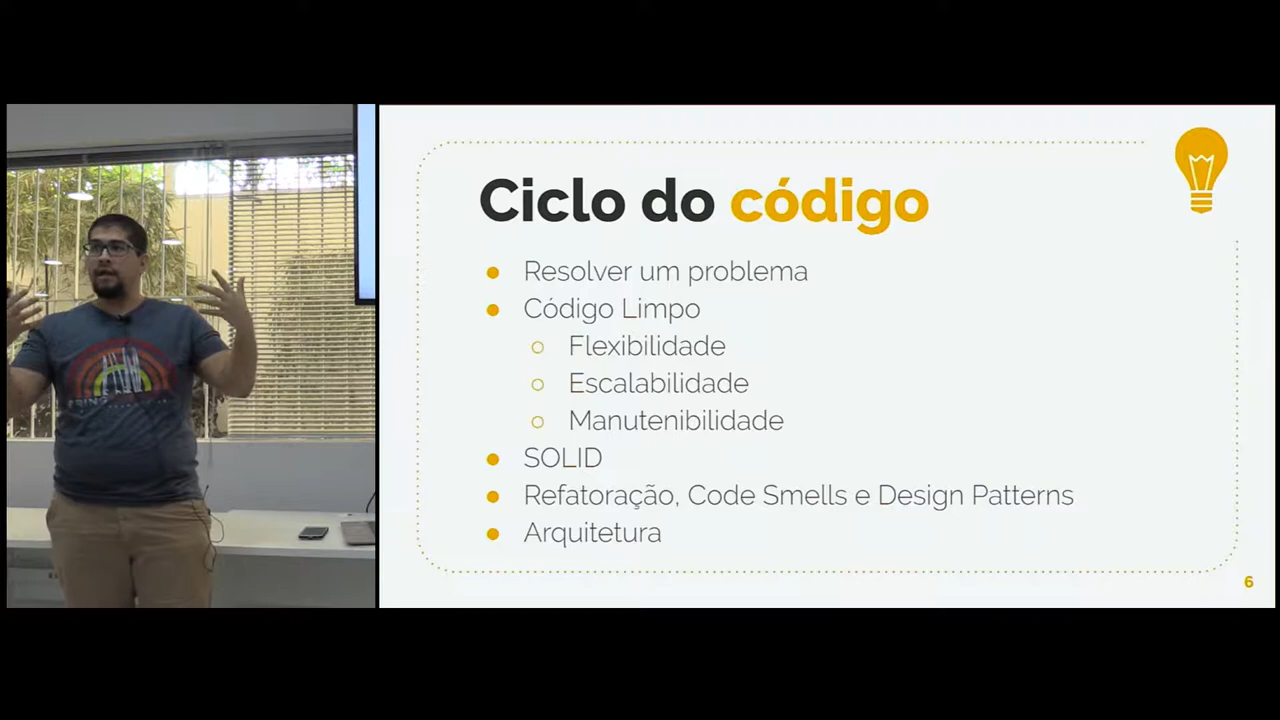 Ciclo do código
Resolver um problema
Código Limpo
Flexibilidade
Escalabilidade
Manutenibilidade
SOLID
Refatoração, Code Smells e Design Patterns
Arquitetura
6